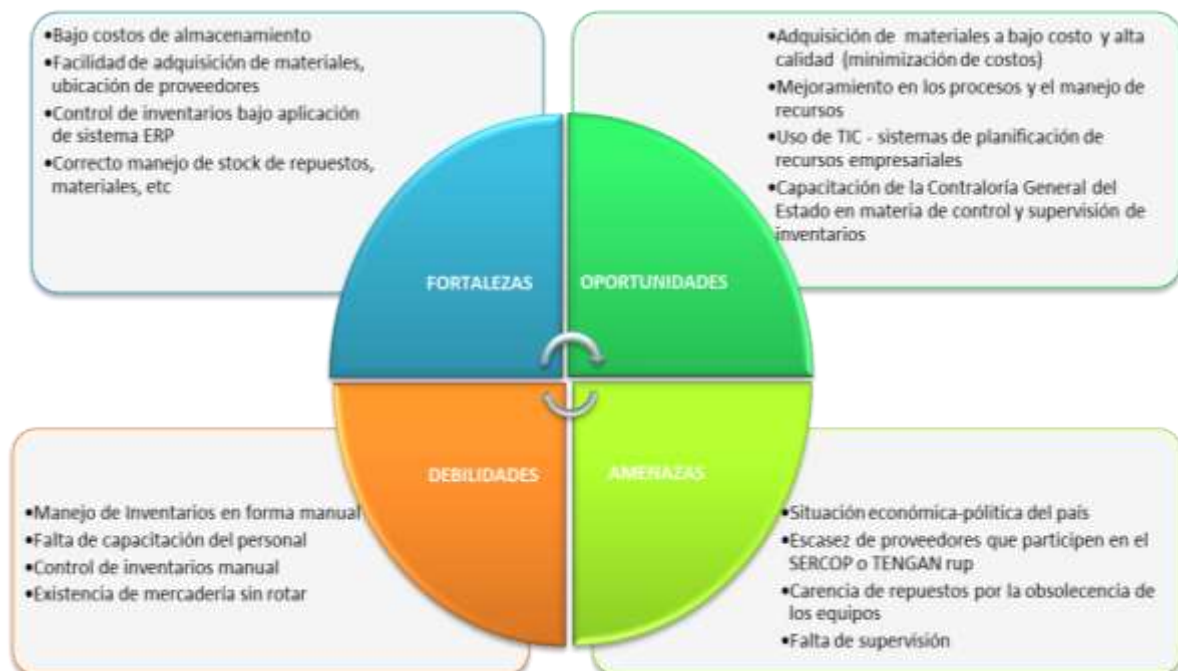 •Bajo costos de almacenamiento
•Facilidad de adquisición de materiales,
ubicación de proveedores
•Control de inventarios bajo aplicación
de sistema ERP
•Correcto manejo de stock de repuestos,
materiales, etc
•Adquisición de materiales a bajo costo y alta
calidad (minimización de costos)
•Mejoramiento en los procesos y el manejo de
recursos
•Uso de TIC - sistemas de planificación de
recursos empresariales
•Capacitación de la Contraloría General del
Estado en materia de control y supervisión de
inventarios
FORTALEZAS
OPORTUNIDADES
DEBILIDADES
AMENAZAS
•Manejo de Inventarios en forma manual
•Falta de capacitación del personal
•Control de inventarios manual
•Existencia de mercadería sin rotar
•Situación económica-pólítica del país
•Escasez de proveedores que participen en el
SERCOP o TENGAN rup
•Carencia de repuestos por la obsolecencia de
los equipos
•Falta de supervisión